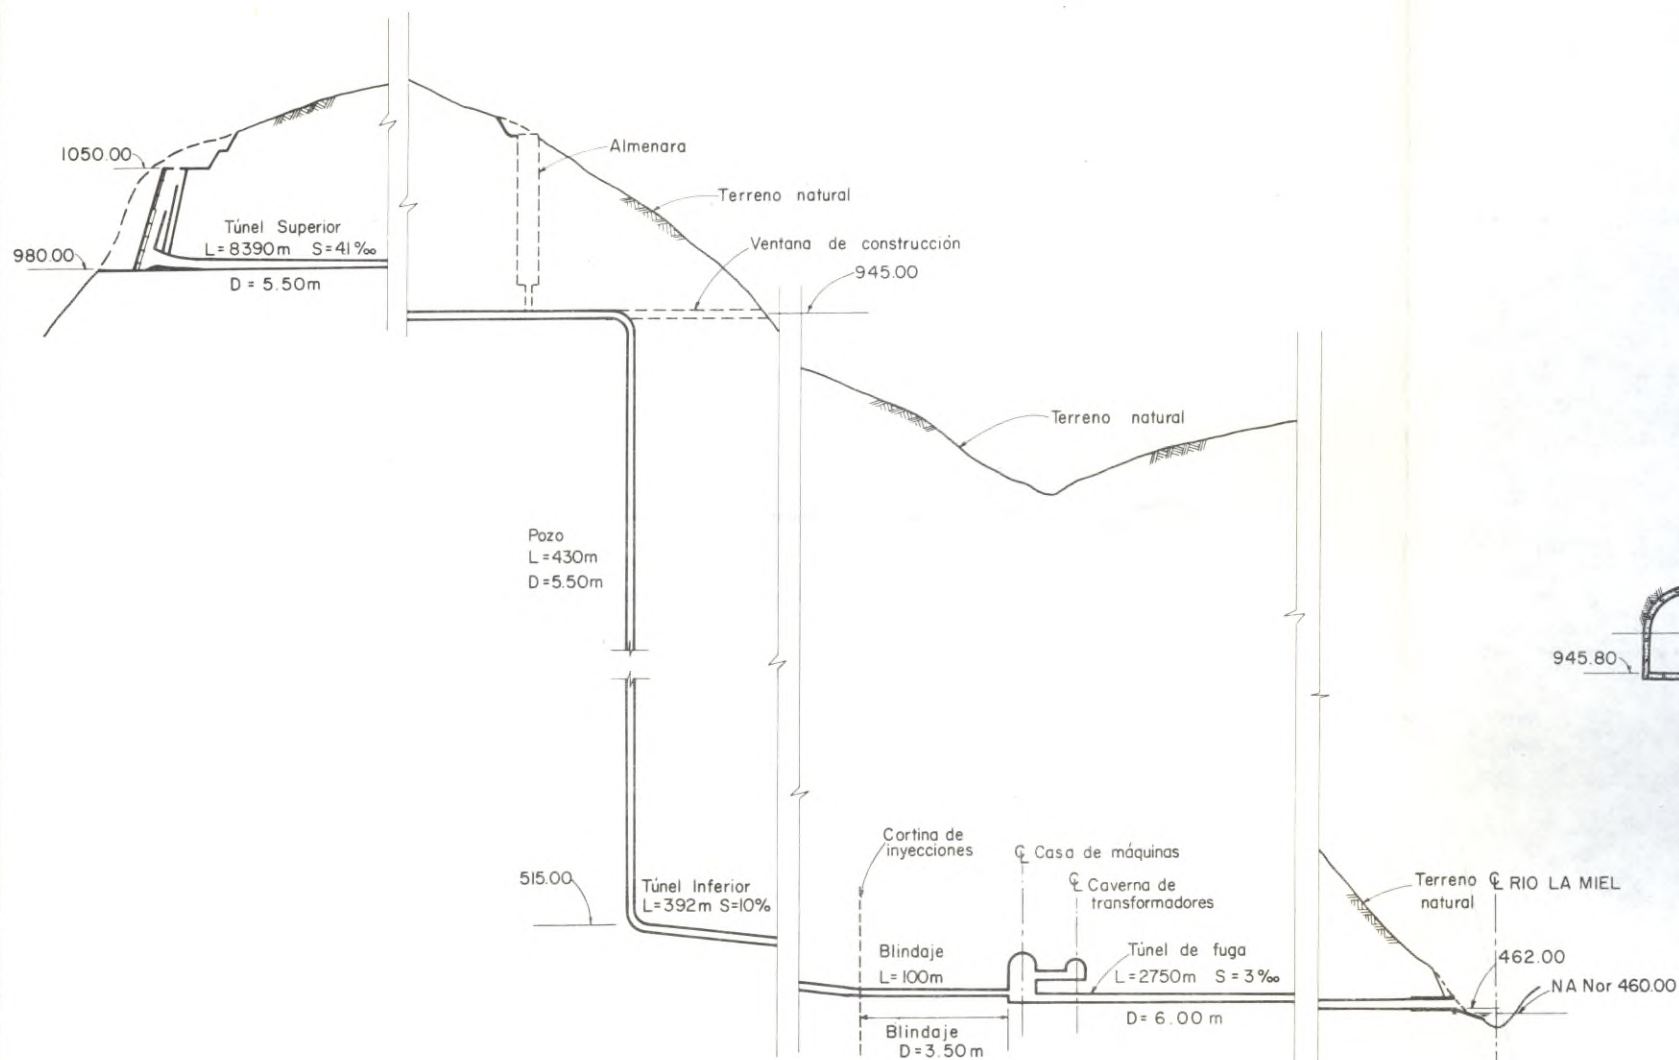 1050.00
Almenara
Terreno natural
Túnel Superior
L=8390m S=41‰
980.00
D = 5.50m
Ventana de construcción
945.00
Terreno natural
Pozo
L=430m
D=5.50m
945.80
Cortina de
inyecciones
℄ Casa de máquinas
℄ Caverna de
transformadores
515.00
Túnel Inferior
L=392m S=10%
Terreno
natural
℄ RIO LA MIEL
Blindaje
L=100m
Túnel de fuga
L=2750m S = 3‰
462.00
NA Nor 460.00
D= 6.00 m
Blindaje
D=3.50m